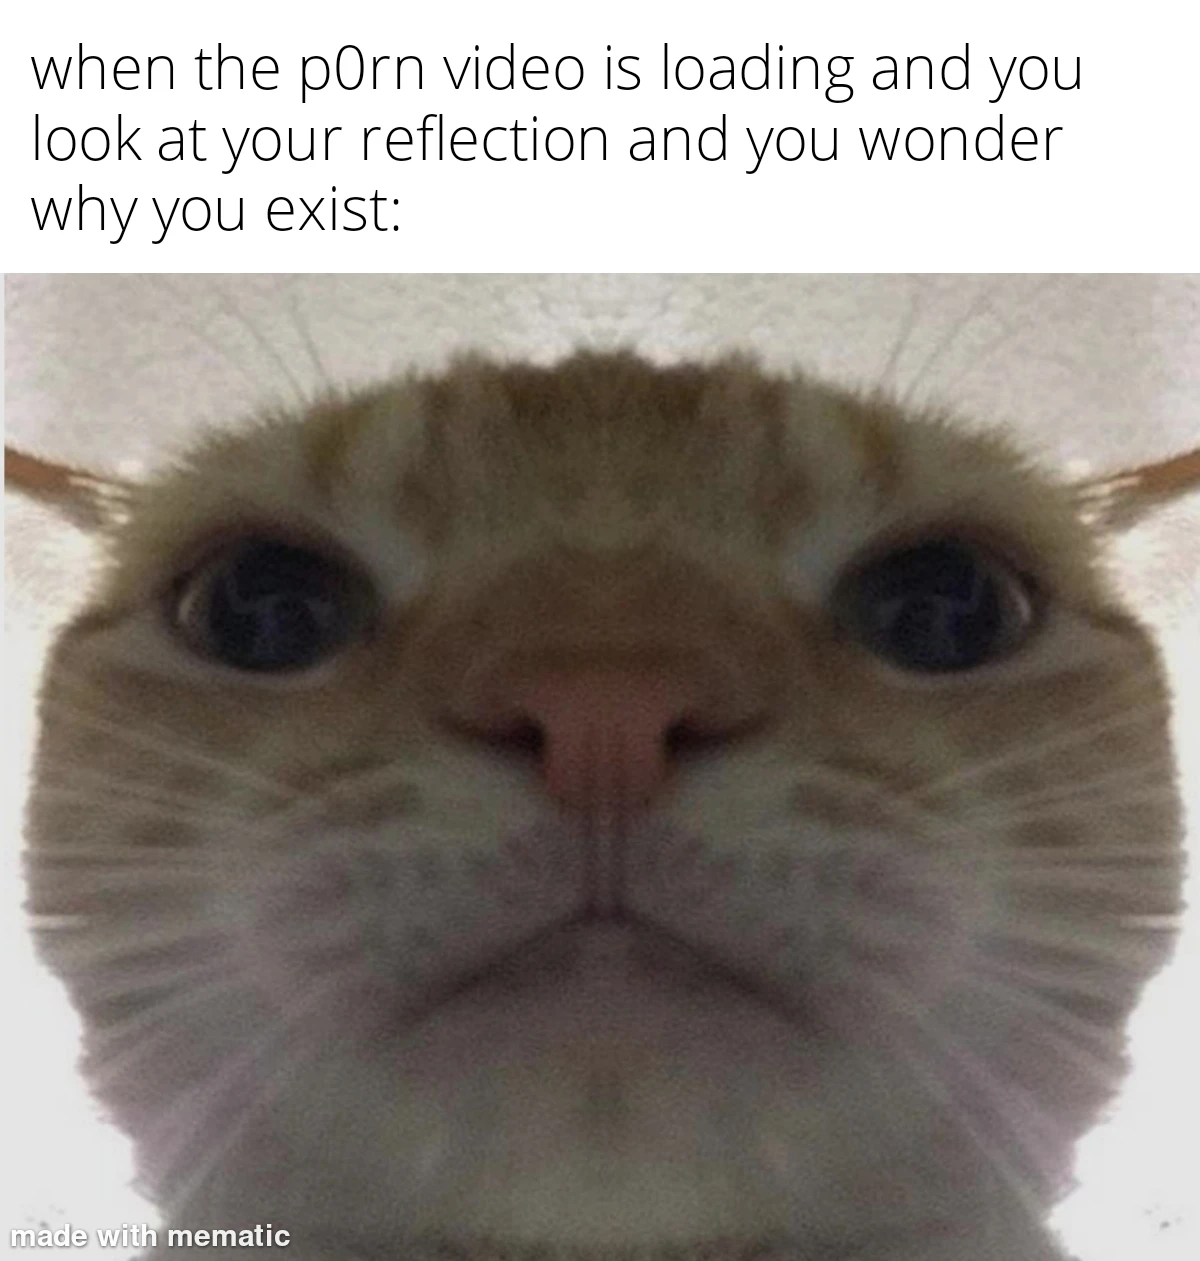 when the p0rn video is loading and you
look at your reflection and you wonder
why you exist:
made with mematic